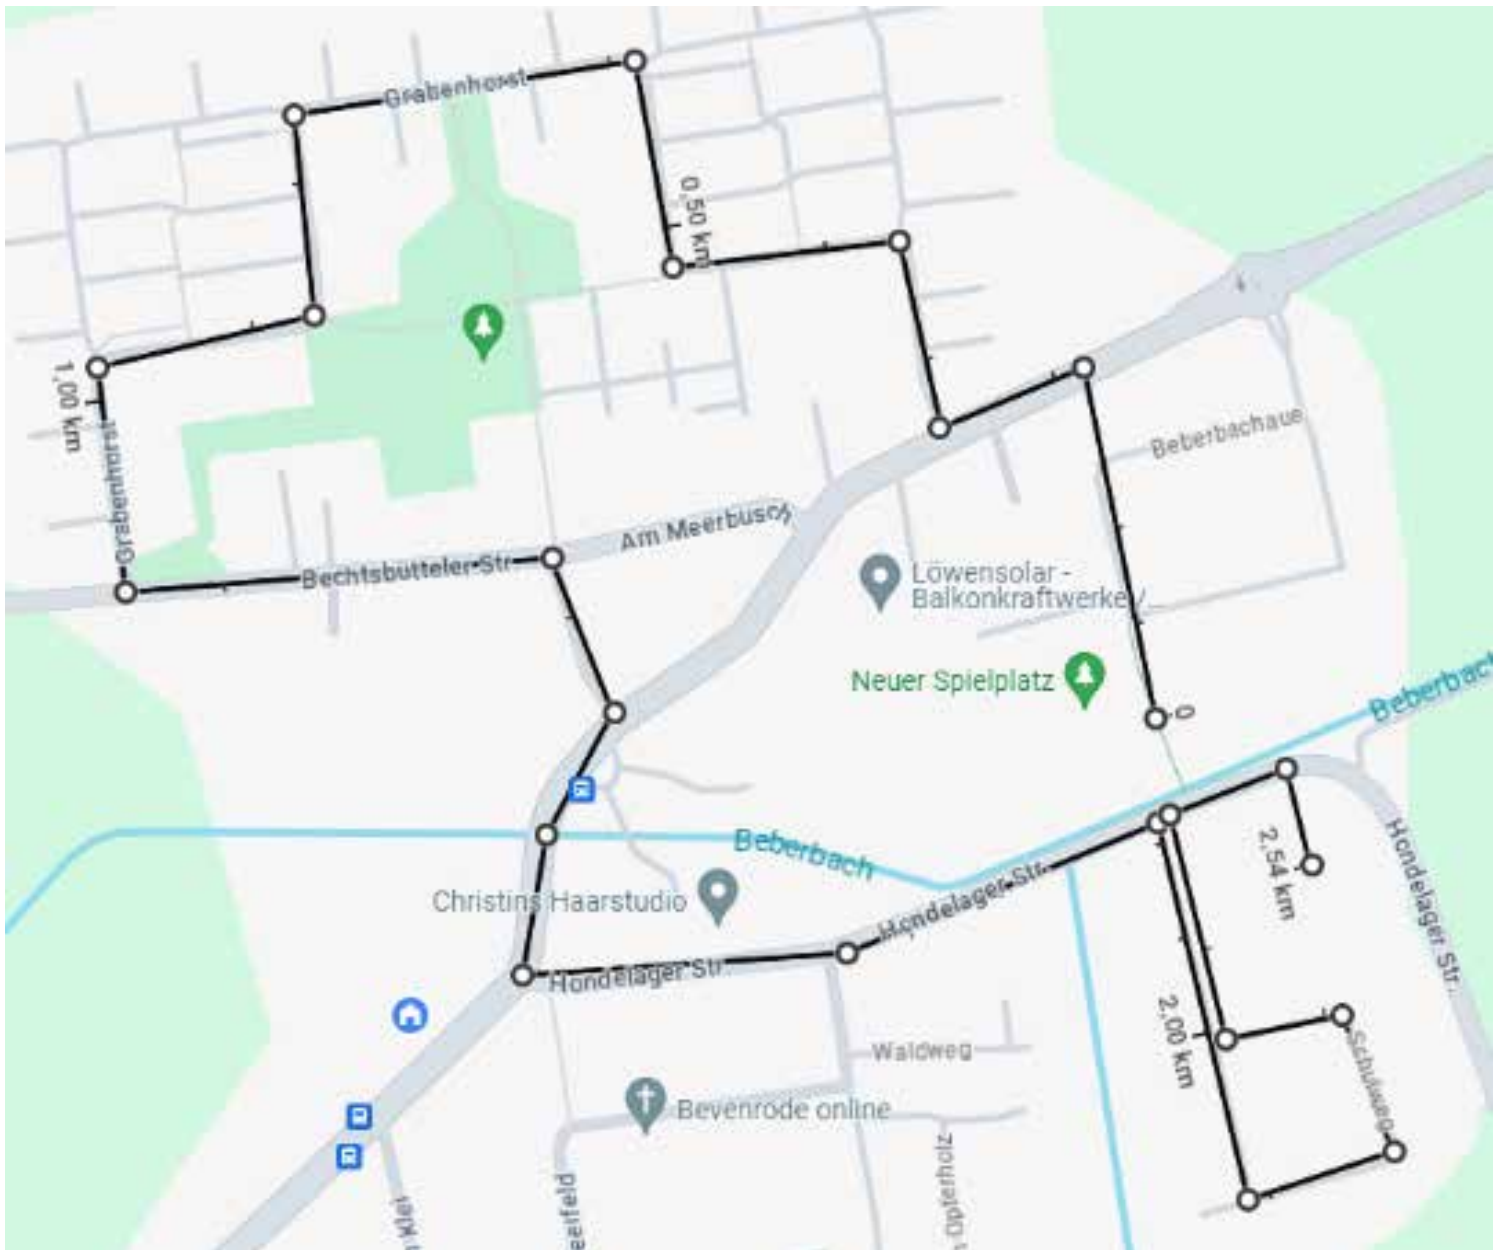 Grabenhorst
0,50 km
1,00 km
Grabenhorst
Beberbachaue
Am Meerbusch
Bechtsbütteler Str.
Löwensolar -
Balkonkraftwerke /...
Neuer Spielplatz
0
Beberbach
Beberbach
Christins Haarstudio
Hondelager Str.
Hondelager Str.
2,54 km
Hondelager Str.
2,00 km
Schulweg
Waldweg
Bevenrode online
Klei
Opferholz